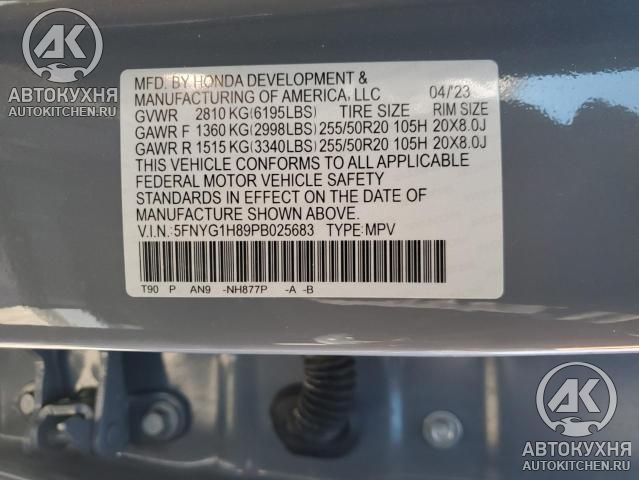 AK
АВТОКУХНЯ
AUTOKITCHEN.RU
MFD. BY HONDA DEVELOPMENT &
MANUFACTURING OF AMERICA, LLC 04/'23
GVWR 2810 KG(6195LBS) TIRE SIZE RIM SIZE
GAWR F 1360 KG(2998LBS) 255/50R20 105H 20X8.0J
GAWR R 1515 KG(3340LBS) 255/50R20 105H 20X8.0J
THIS VEHICLE CONFORMS TO ALL APPLICABLE
FEDERAL MOTOR VEHICLE SAFETY
STANDARDS IN EFFECT ON THE DATE OF
MANUFACTURE SHOWN ABOVE.
V.I.N.:5FNYG1H89PB025683 TYPE:MPV
T90 P AN9 -NH877P -A -B
AK
АВТОКУХНЯ
AUTOKITCHEN.RU